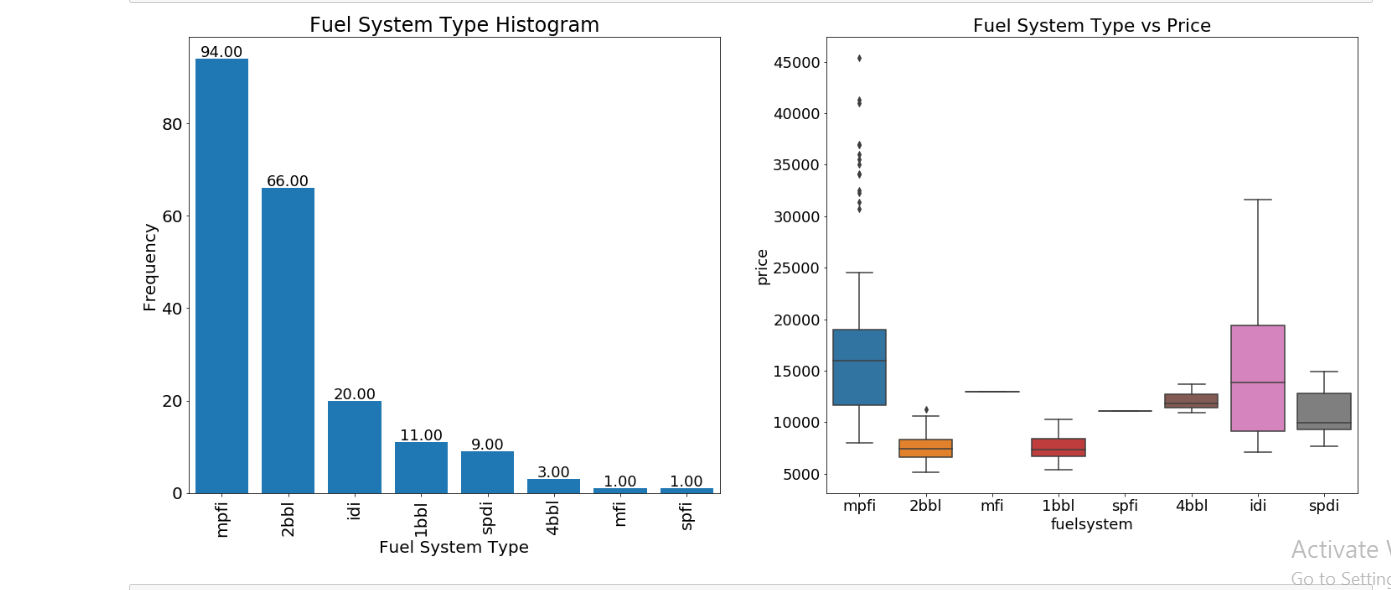 Fuel System Type Histogram
94.00
66.00
20.00
11.00
9.00
3.00
1.00
1.00
80
60
40
20
0
Frequency
mpfi
2bbl
idi
1bbl
spdi
4bbl
mfi
spfi
Fuel System Type
Fuel System Type vs Price
45000
40000
35000
30000
25000
20000
15000
10000
5000
price
mpfi 2bbl mfi 1bbl spfi 4bbl idi spdi
fuelsystem
Activate
Go to Setting